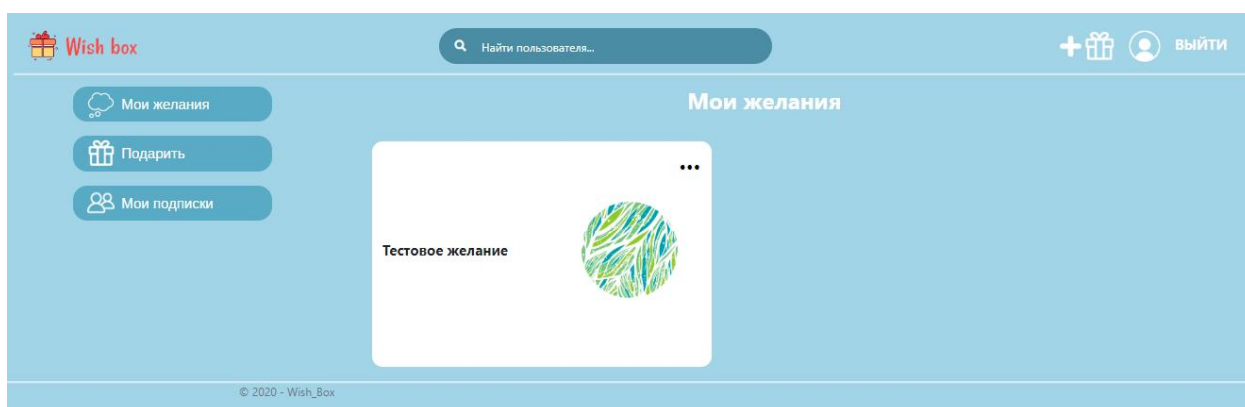 Wish box
Найти пользователя...
выйти
Мои желания
Подарить
Мои подписки
Мои желания
•••
Тестовое желание
© 2020 - Wish_Box